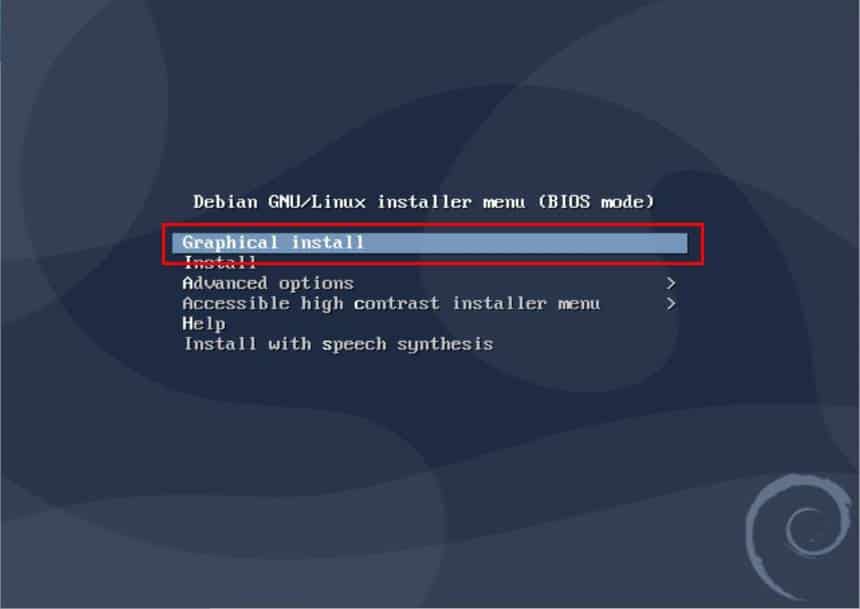 Debian GNU/Linux installer menu (BIOS mode)
Graphical install
Install
Advanced options >
Accessible high contrast installer menu >
Help
Install with speech synthesis